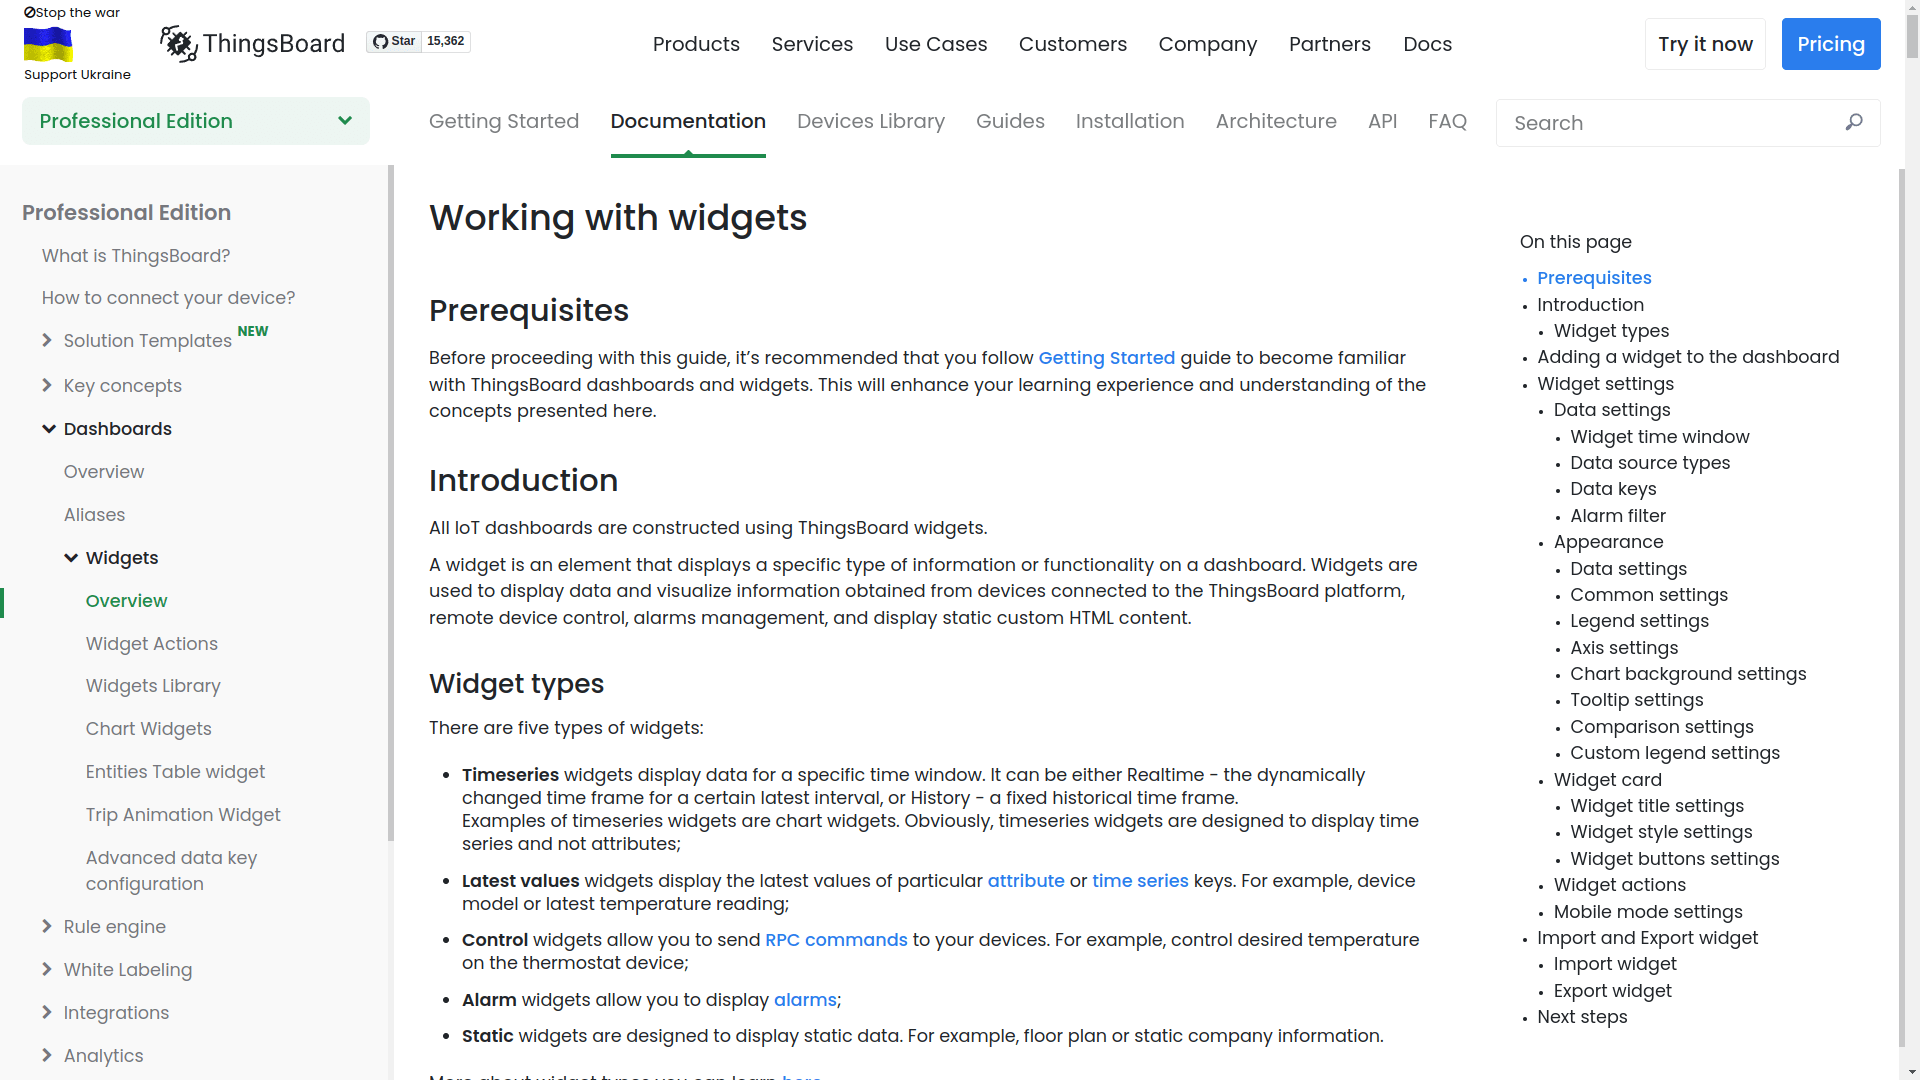 Stop the war
Support Ukraine
ThingsBoard
Star 15,362
Products Services Use Cases Customers Company Partners Docs
Try it now Pricing
Professional Edition
Getting Started Documentation Devices Library Guides Installation Architecture API FAQ
Search
Professional Edition
What is ThingsBoard?
How to connect your device?
Solution Templates NEW
Key concepts
Dashboards
Overview
Aliases
Widgets
Overview
Widget Actions
Widgets Library
Chart Widgets
Entities Table widget
Trip Animation Widget
Advanced data key
configuration
Rule engine
White Labeling
Integrations
Analytics
Working with widgets
Prerequisites
Before proceeding with this guide, it’s recommended that you follow Getting Started guide to become familiar
with ThingsBoard dashboards and widgets. This will enhance your learning experience and understanding of the
concepts presented here.
Introduction
All IoT dashboards are constructed using ThingsBoard widgets.
A widget is an element that displays a specific type of information or functionality on a dashboard. Widgets are
used to display data and visualize information obtained from devices connected to the ThingsBoard platform,
remote device control, alarms management, and display static custom HTML content.
Widget types
There are five types of widgets:
• Timeseries widgets display data for a specific time window. It can be either Realtime - the dynamically
changed time frame for a certain latest interval, or History - a fixed historical time frame.
Examples of timeseries widgets are chart widgets. Obviously, timeseries widgets are designed to display time
series and not attributes;
• Latest values widgets display the latest values of particular attribute or time series keys. For example, device
model or latest temperature reading;
• Control widgets allow you to send RPC commands to your devices. For example, control desired temperature
on the thermostat device;
• Alarm widgets allow you to display alarms;
• Static widgets are designed to display static data. For example, floor plan or static company information.
More about widget types you can learn here
On this page
• Prerequisites
• Introduction
• Widget types
• Adding a widget to the dashboard
• Widget settings
• Data settings
• Widget time window
• Data source types
• Data keys
• Alarm filter
• Appearance
• Data settings
• Common settings
• Legend settings
• Axis settings
• Chart background settings
• Tooltip settings
• Comparison settings
• Custom legend settings
• Widget card
• Widget title settings
• Widget style settings
• Widget buttons settings
• Widget actions
• Mobile mode settings
• Import and Export widget
• Import widget
• Export widget
• Next steps